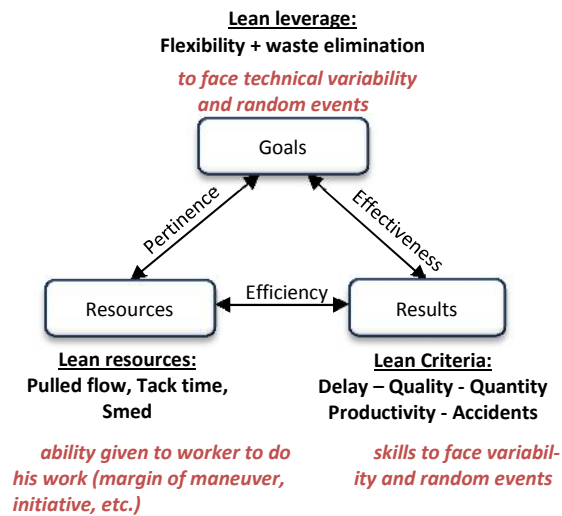 Lean leverage:
Flexibility + waste elimination
to face technical variability
and random events
Goals
Pertinence
Effectiveness
Resources
Efficiency
Results
Lean resources:
Pulled flow, Tack time,
Smed
Lean Criteria:
Delay – Quality - Quantity
Productivity - Accidents
ability given to worker to do
his work (margin of maneuver,
initiative, etc.)
skills to face variabil-
ity and random events